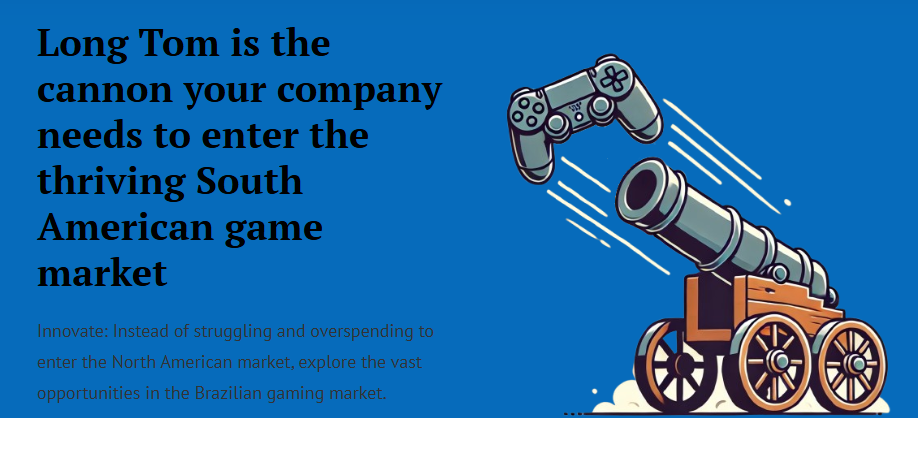 Long Tom is the
cannon your company
needs to enter the
thriving South
American game
market
Innovate: Instead of struggling and overspending to
enter the North American market, explore the vast
opportunities in the Brazilian gaming market.